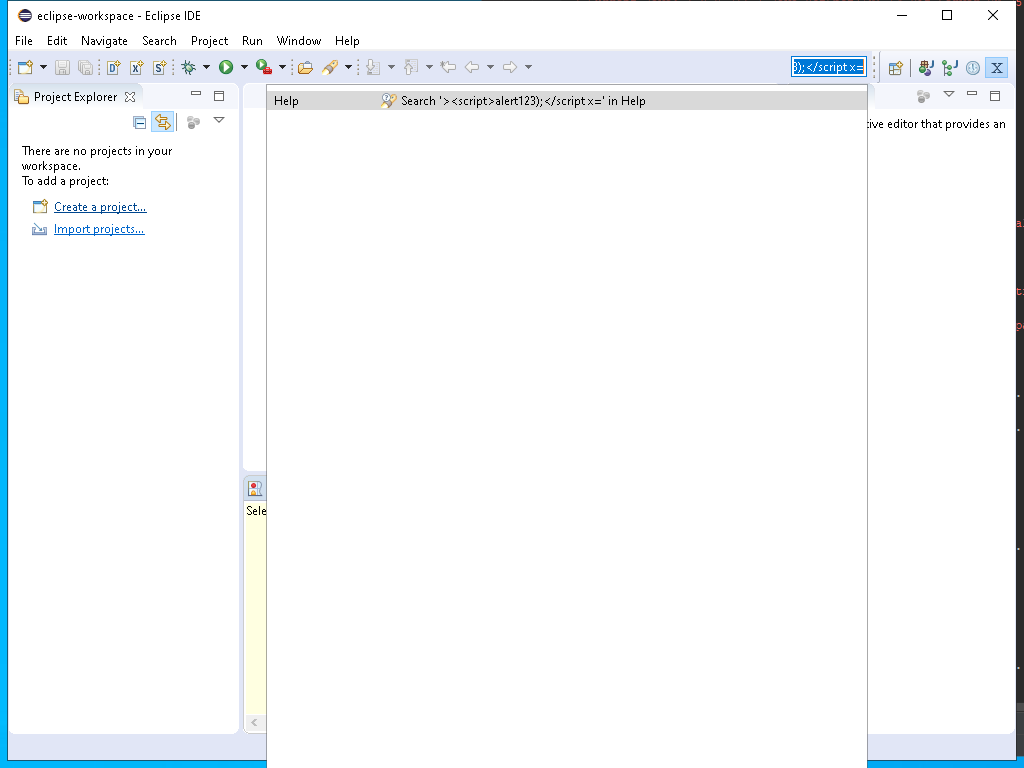 eclipse-workspace - Eclipse IDE
File Edit Navigate Search Project Run Window Help
3);</script x=
Project Explorer
Help Search '><script>alert123);</script x=' in Help
tive editor that provides an
There are no projects in your
workspace.
To add a project:
Create a project...
Import projects...
Sele